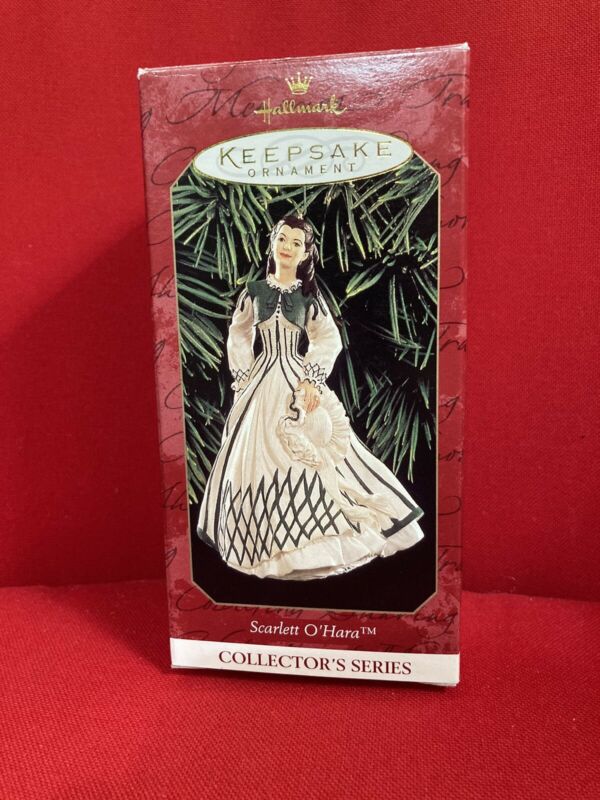 Hallmark
KEEPSAKE
ORNAMENT
Scarlett O'Hara™
COLLECTOR'S SERIES